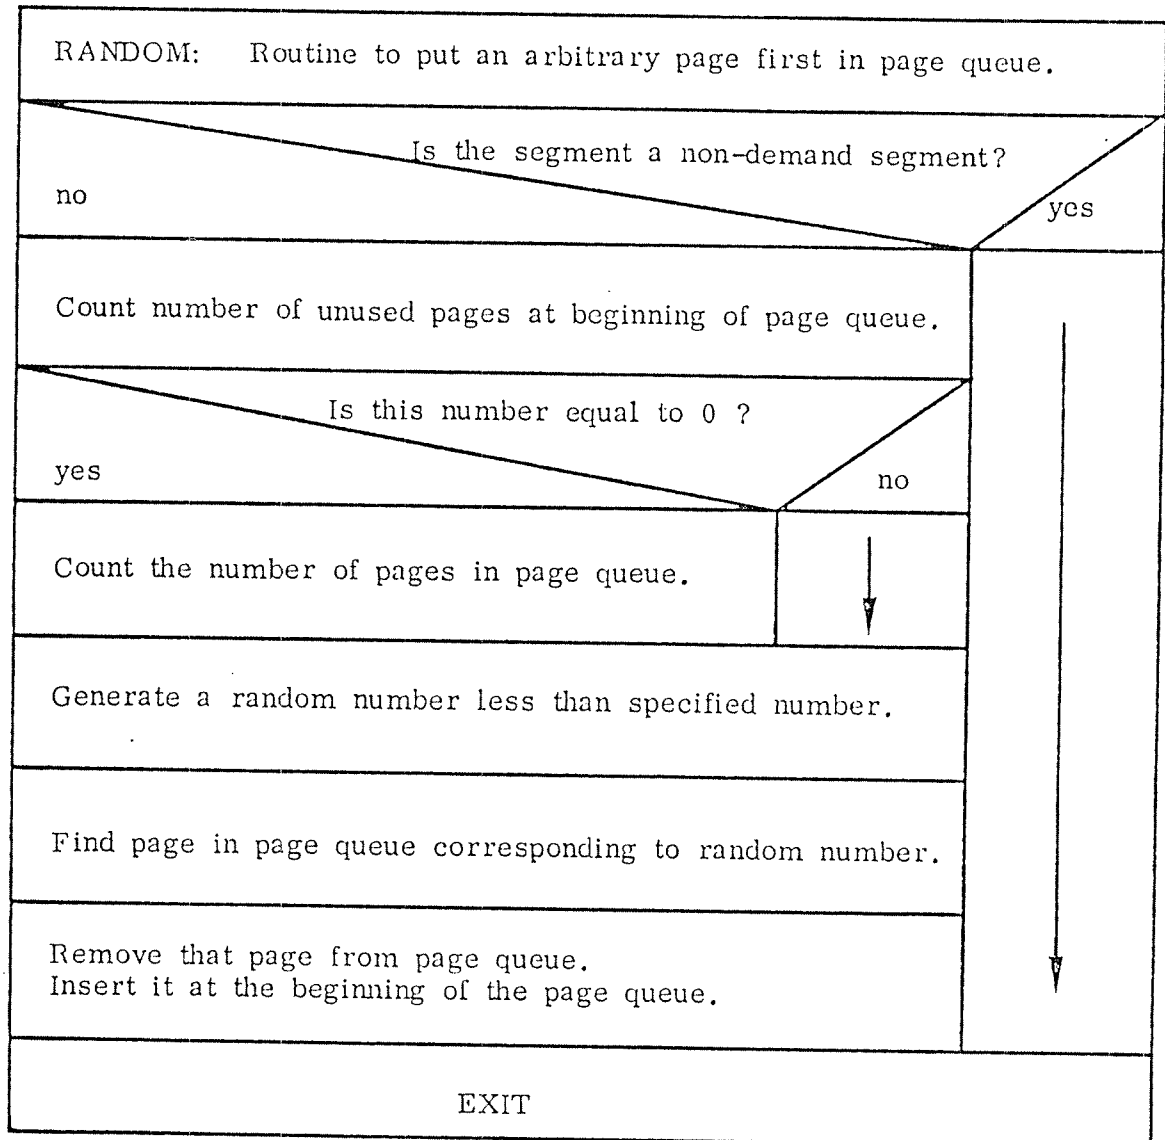 RANDOM: Routine to put an arbitrary page first in page queue.
Is the segment a non-demand segment?
no
yes
Count number of unused pages at beginning of page queue.
Is this number equal to 0 ?
yes
no
Count the number of pages in page queue.
Generate a random number less than specified number.
Find page in page queue corresponding to random number.
Remove that page from page queue.
Insert it at the beginning of the page queue.
EXIT